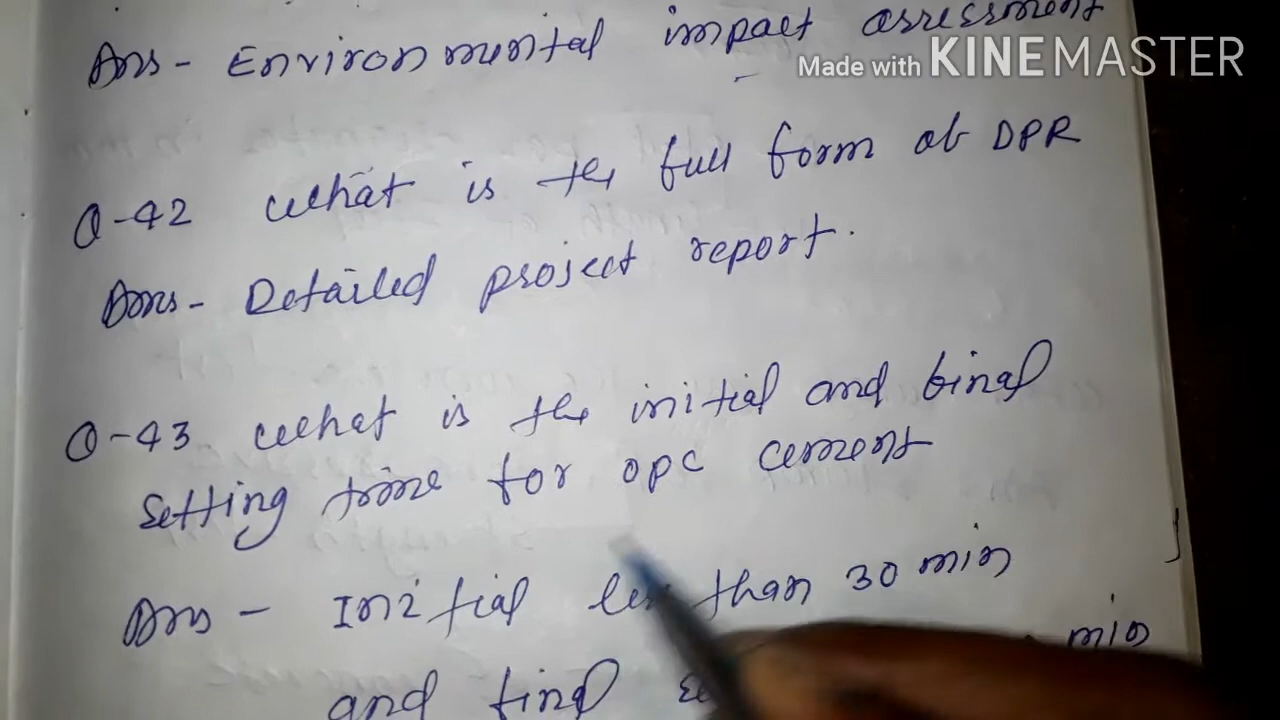 Ans - Environmental impact assessment
Made with KINEMASTER
Q-42 What is the full form of DPR
Ans - Detailed project report.
Q-43 What is the initial and final
setting time for OPC cement
Ans - Initial less than 30 min
min
and final